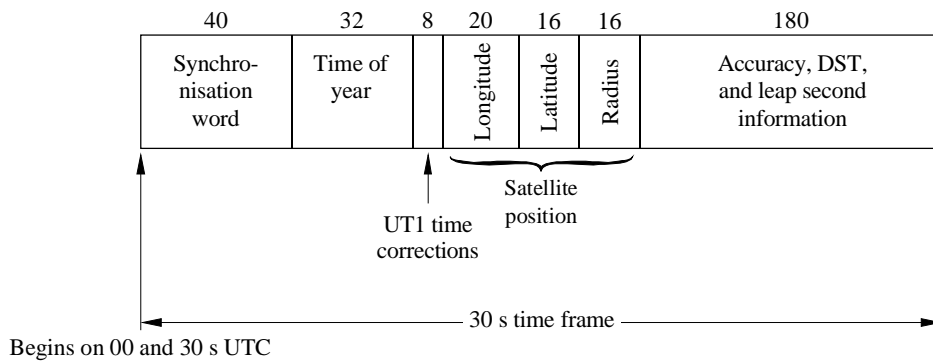 40 32 8 20 16 16 180
Synchro-
nisation
word
Time of
year
Longitude
Latitude
Radius
Accuracy, DST,
and leap second
information
UT1 time
corrections
Satellite
position
30 s time frame
Begins on 00 and 30 s UTC